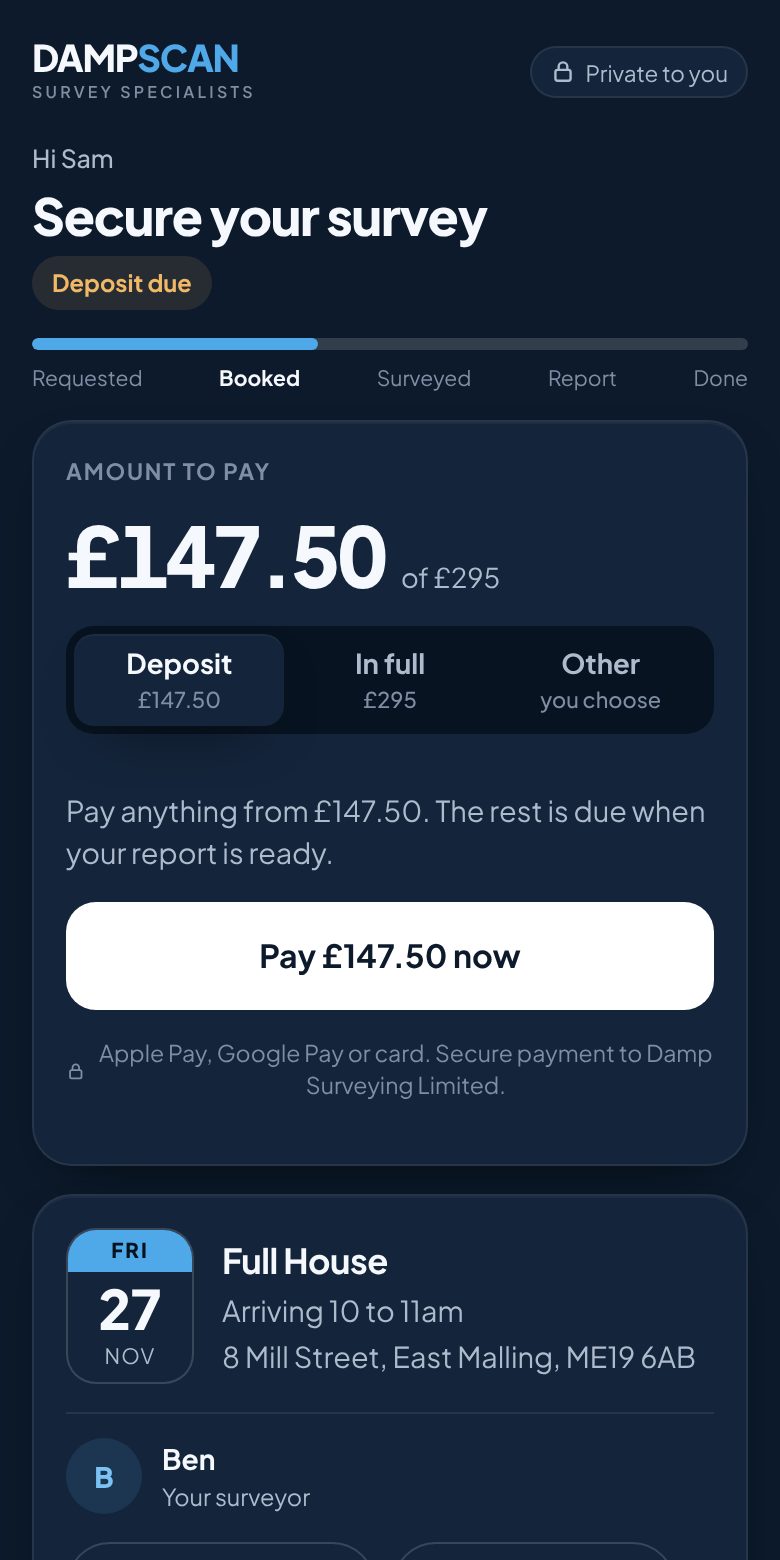 DAMPSCAN
SURVEY SPECIALISTS
Private to you
Hi Sam
Secure your survey
Deposit due
Requested Booked Surveyed Report Done
AMOUNT TO PAY
£147.50 of £295
Deposit In full Other
£147.50 £295 you choose
Pay anything from £147.50. The rest is due when
your report is ready.
Pay £147.50 now
Apple Pay, Google Pay or card. Secure payment to Damp
Surveying Limited.
FRI
27
NOV
Full House
Arriving 10 to 11am
8 Mill Street, East Malling, ME19 6AB
B
Ben
Your surveyor